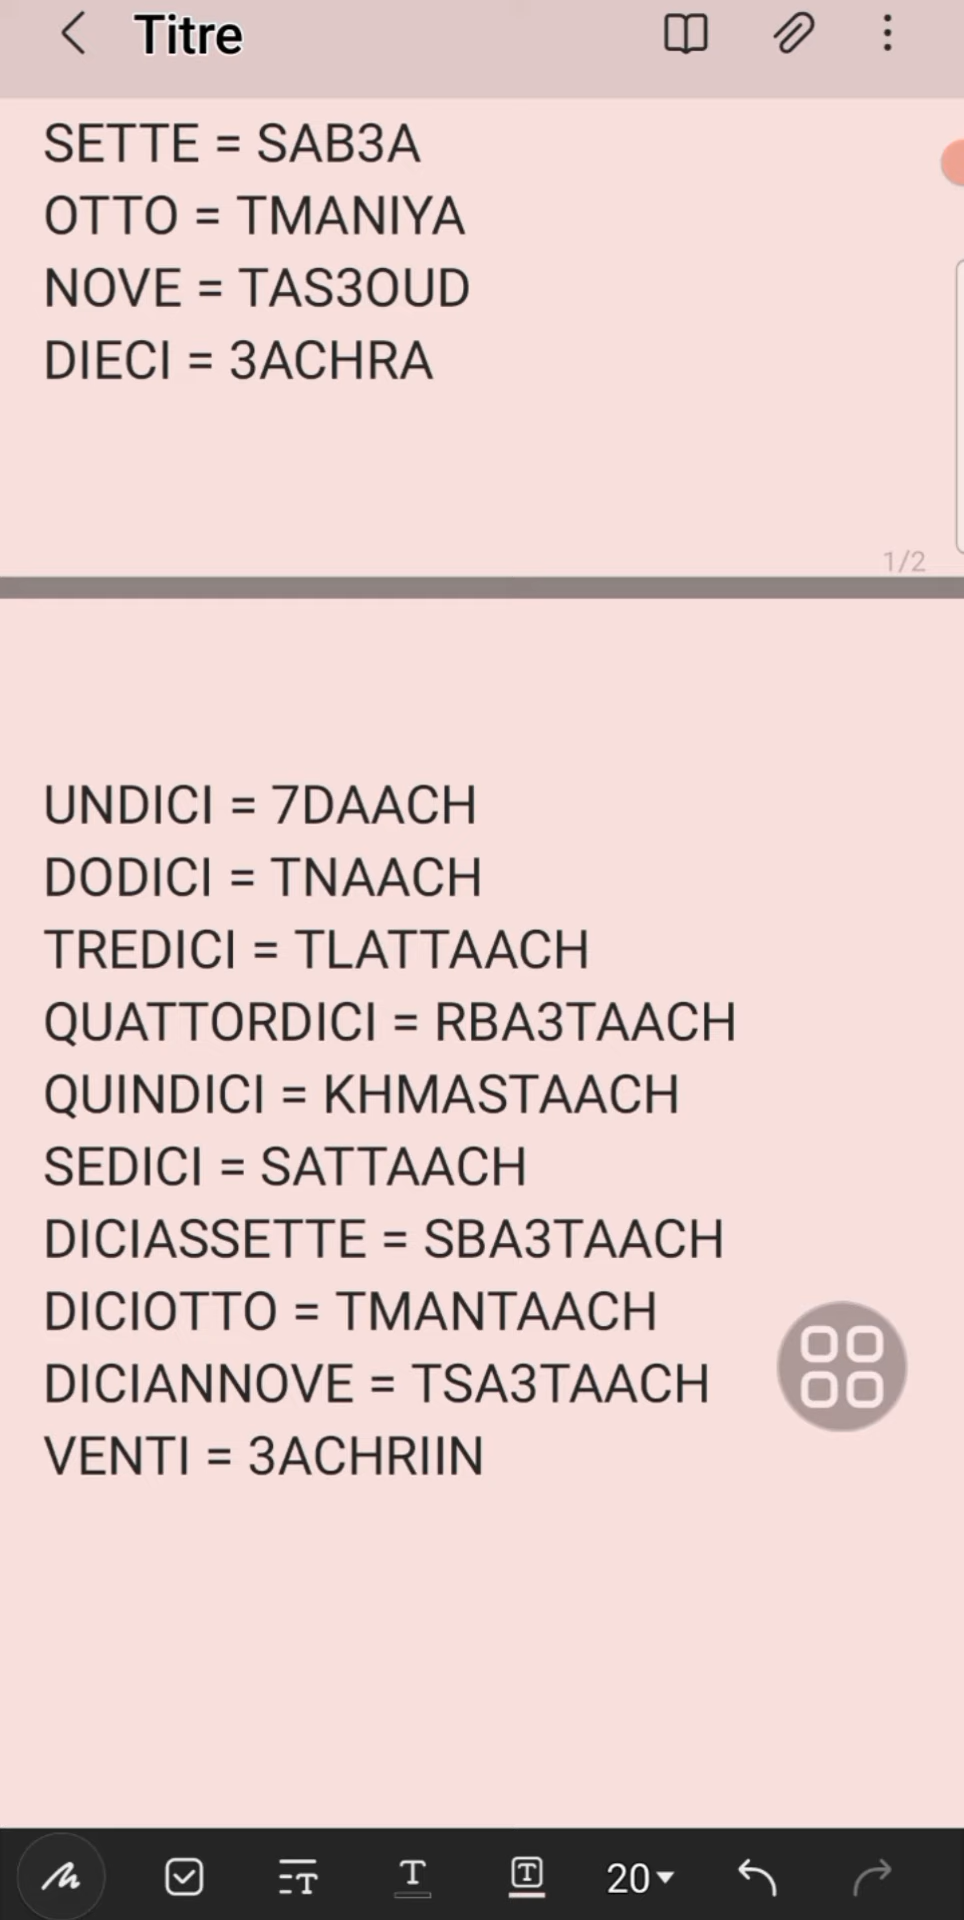 Titre
SETTE = SAB3A
OTTO = TMANIYA
NOVE = TAS3OUD
DIECI = 3ACHRA
1/2
UNDICI = 7DAACH
DODICI = TNAACH
TREDICI = TLATTAACH
QUATTORDICI = RBA3TAACH
QUINDICI = KHMASTAACH
SEDICI = SATTAACH
DICIASSETTE = SBA3TAACH
DICIOTTO = TMANTAACH
DICIANNOVE = TSA3TAACH
VENTI = 3ACHRIIN
20